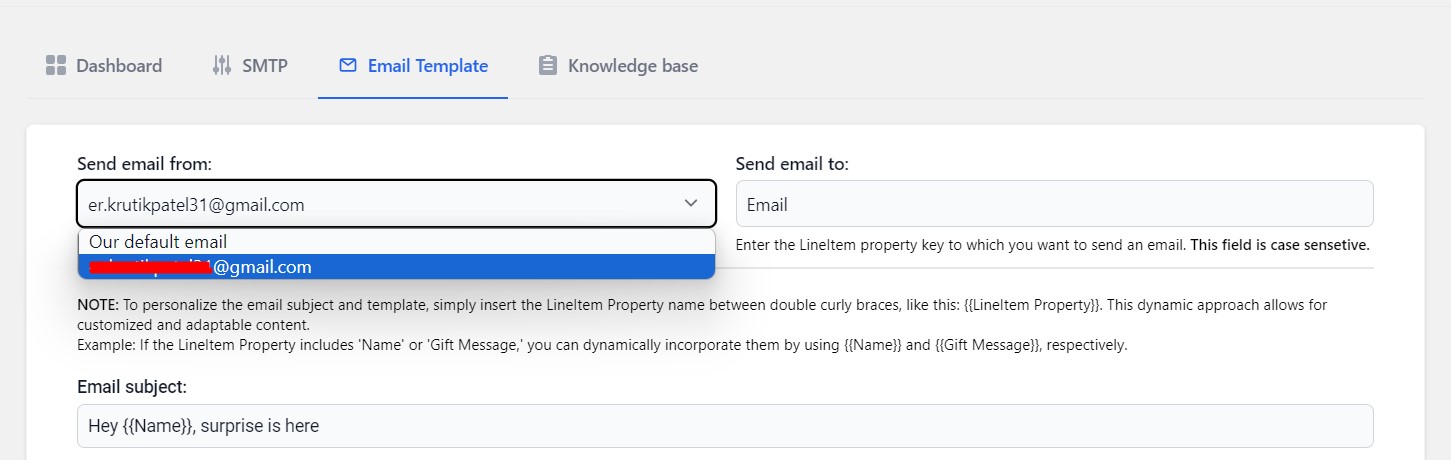 Dashboard SMTP Email Template Knowledge base
Send email from: Send email to:
er.krutikpatel31@gmail.com Email
Our default email
Enter the LineItem property key to which you want to send an email. This field is case sensetive.
@gmail.com
NOTE: To personalize the email subject and template, simply insert the LineItem Property name between double curly braces, like this: {{LineItem Property}}. This dynamic approach allows for
customized and adaptable content.
Example: If the LineItem Property includes 'Name' or 'Gift Message,' you can dynamically incorporate them by using {{Name}} and {{Gift Message}}, respectively.
Email subject:
Hey {{Name}}, surprise is here